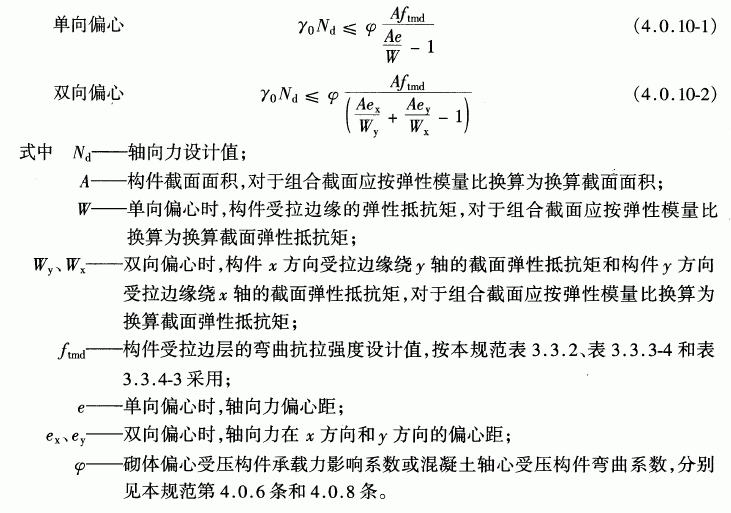 单向偏心 γ₀N_d ≤ φ \frac{Af_{tmd}}{\frac{Ae}{W} - 1} (4.0.10-1)
双向偏心 γ₀N_d ≤ φ \frac{Af_{tmd}}{\left(\frac{Ae_x}{W_y} + \frac{Ae_y}{W_x} - 1\right)} (4.0.10-2)
式中 N_d——轴向力设计值;
A——构件截面面积,对于组合截面应按弹性模量比换算为换算截面面积;
W——单向偏心时,构件受拉边缘的弹性抵抗矩,对于组合截面应按弹性模量比
换算为换算截面弹性抵抗矩;
W_y、W_x——双向偏心时,构件 x 方向受拉边缘绕 y 轴的截面弹性抵抗矩和构件 y 方向
受拉边缘绕 x 轴的截面弹性抵抗矩,对于组合截面应按弹性模量比换算为
换算截面弹性抵抗矩;
f_{tmd}——构件受拉边层的弯曲抗拉强度设计值,按本规范表 3.3.2、表 3.3.3-4 和表
3.3.4-3 采用;
e——单向偏心时,轴向力偏心距;
e_x、e_y——双向偏心时,轴向力在 x 方向和 y 方向的偏心距;
φ——砌体偏心受压构件承载力影响系数或混凝土轴心受压构件弯曲系数,分别
见本规范第 4.0.6 条和 4.0.8 条。